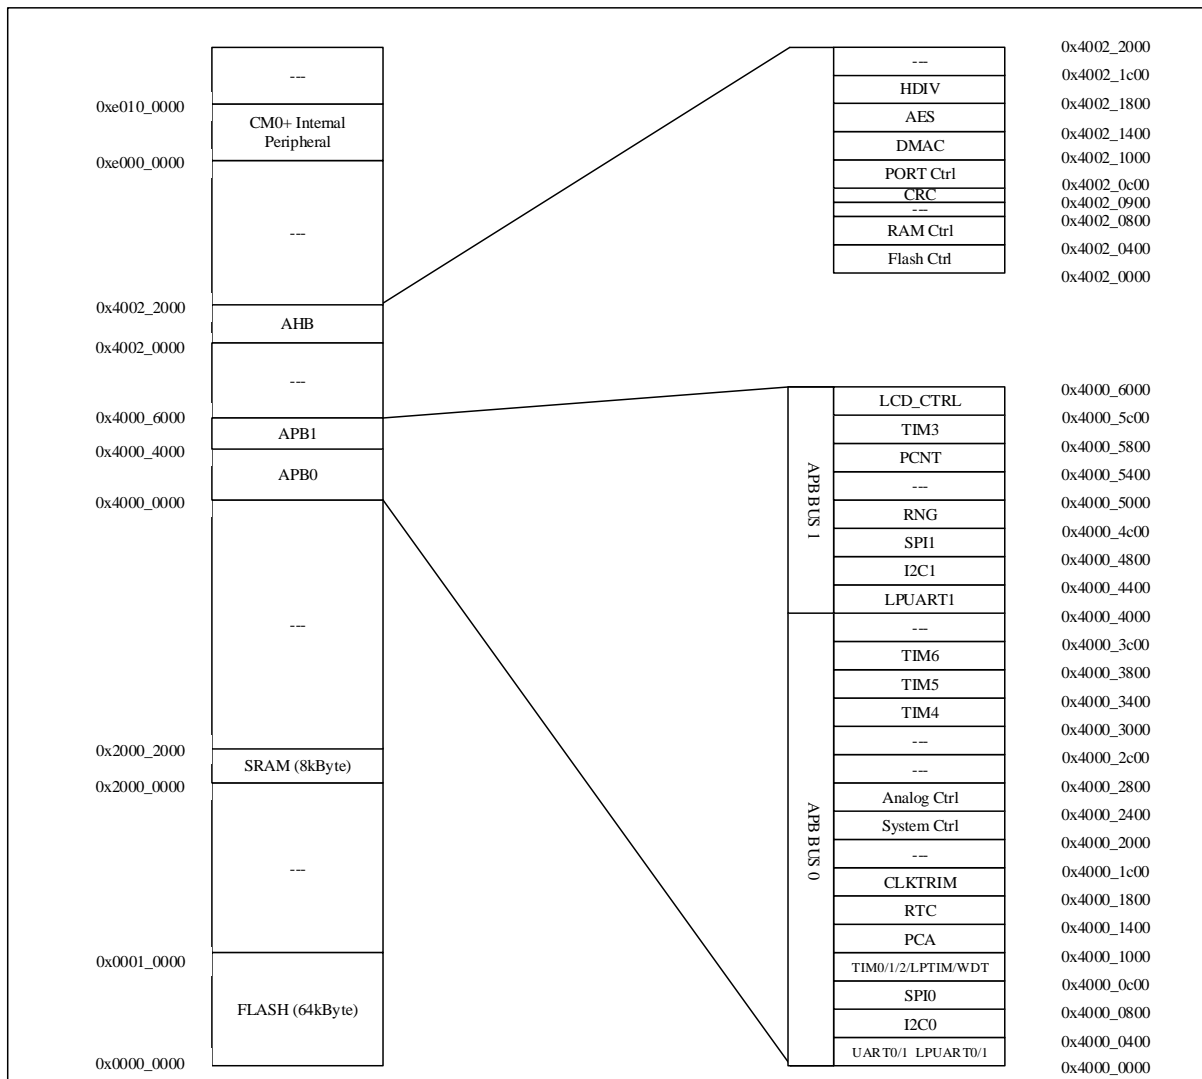 ---
0xe010_0000
CM0+ Internal
Peripheral
0xe000_0000
---
0x4002_2000
AHB
0x4002_0000
---
0x4000_6000
APB1
0x4000_4000
APB0
0x4000_0000
---
0x2000_2000
SRAM (8kByte)
0x2000_0000
---
0x0001_0000
FLASH (64kByte)
0x0000_0000
0x4002_2000
---
0x4002_1c00
HDIV
0x4002_1800
AES
0x4002_1400
DMAC
0x4002_1000
PORT Ctrl
0x4002_0c00
CRC
0x4002_0900
---
0x4002_0800
RAM Ctrl
0x4002_0400
Flash Ctrl
0x4002_0000
APB BUS 1
0x4000_6000
LCD_CTRL
0x4000_5c00
TIM3
0x4000_5800
PCNT
0x4000_5400
---
0x4000_5000
RNG
0x4000_4c00
SPI1
0x4000_4800
I2C1
0x4000_4400
LPUART1
0x4000_4000
APB BUS 0
---
0x4000_3c00
TIM6
0x4000_3800
TIM5
0x4000_3400
TIM4
0x4000_3000
---
0x4000_2c00
---
0x4000_2800
Analog Ctrl
0x4000_2400
System Ctrl
0x4000_2000
---
0x4000_1c00
CLKTRIM
0x4000_1800
RTC
0x4000_1400
PCA
0x4000_1000
TIM0/1/2/LPTIM/WDT
0x4000_0c00
SPI0
0x4000_0800
I2C0
0x4000_0400
UART0/1 LPUART0/1
0x4000_0000